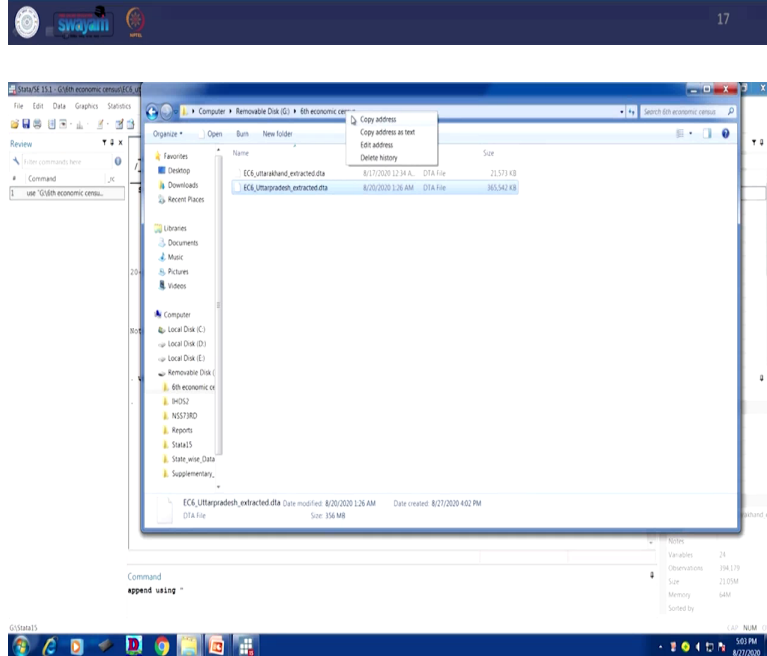 swayam
17
Stata/SE 15.1 - G:\6th economic census\EC6_ut
File Edit Data Graphics Statistics
Computer ▸ Removable Disk (G:) ▸ 6th economic census
Search 6th economic census
Copy address
Copy address as text
Edit address
Delete history
Organize ▾ Open Burn New folder
Review
Filter commands here
# Command _rc
1 use "G:\6th economic censu...
Name
Size
EC6_uttarakhand_extracted.dta 8/17/2020 12:34 A... DTA File 21,573 KB
EC6_Uttarpradesh_extracted.dta 8/20/2020 1:26 AM DTA File 365,542 KB
Favorites
Desktop
Downloads
Recent Places
Libraries
Documents
Music
Pictures
Videos
Computer
Local Disk (C:)
Local Disk (D:)
Local Disk (E:)
Removable Disk (
6th economic ce
IHDS2
NSS73RD
Reports
Stata15
State_wise_Data
Supplementary_
EC6_Uttarpradesh_extracted.dta Date modified: 8/20/2020 1:26 AM Date created: 8/27/2020 4:02 PM
DTA File Size: 356 MB
Notes
Variables 24
Observations
Size 21.05M
Memory 64M
Sorted by
Command
append using "
G:\Stata15
CAP NUM
5:03 PM
8/27/2020